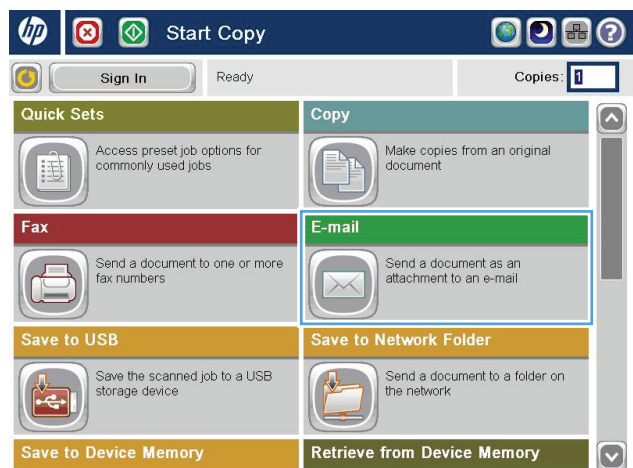 hp
Start Copy
?
Sign In
Ready
Copies: 1
Quick Sets
Access preset job options for
commonly used jobs
Copy
Make copies from an original
document
Fax
Send a document to one or more
fax numbers
E-mail
Send a document as an
attachment to an e-mail
Save to USB
Save the scanned job to a USB
storage device
Save to Network Folder
Send a document to a folder on
the network
Save to Device Memory
Retrieve from Device Memory